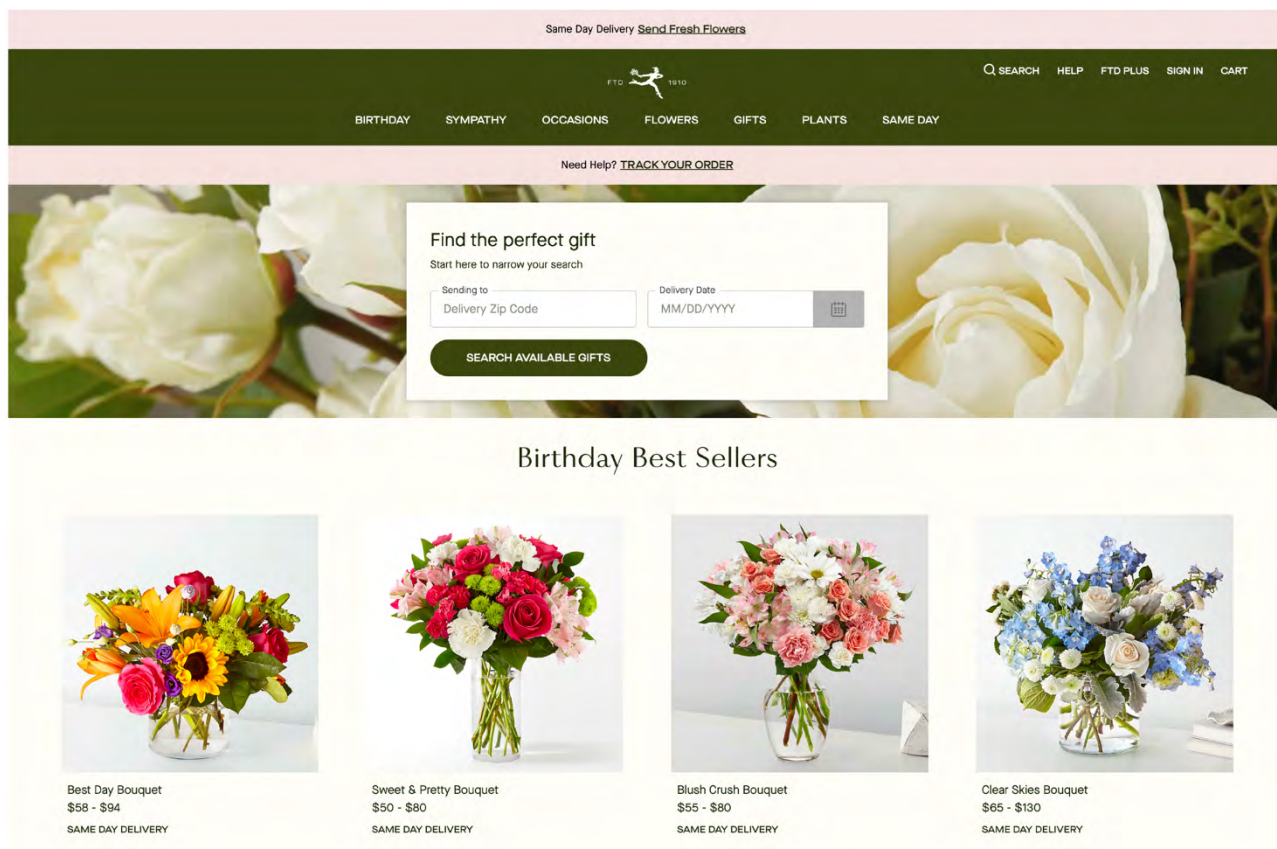 Same Day Delivery Send Fresh Flowers
FTD 1910
SEARCH HELP FTD PLUS SIGN IN CART
BIRTHDAY SYMPATHY OCCASIONS FLOWERS GIFTS PLANTS SAME DAY
Need Help? TRACK YOUR ORDER
Find the perfect gift
Start here to narrow your search
Sending to Delivery Date
Delivery Zip Code MM/DD/YYYY
SEARCH AVAILABLE GIFTS
Birthday Best Sellers
Best Day Bouquet Sweet & Pretty Bouquet Blush Crush Bouquet Clear Skies Bouquet
$58 - $94 $50 - $80 $55 - $80 $65 - $130
SAME DAY DELIVERY SAME DAY DELIVERY SAME DAY DELIVERY SAME DAY DELIVERY